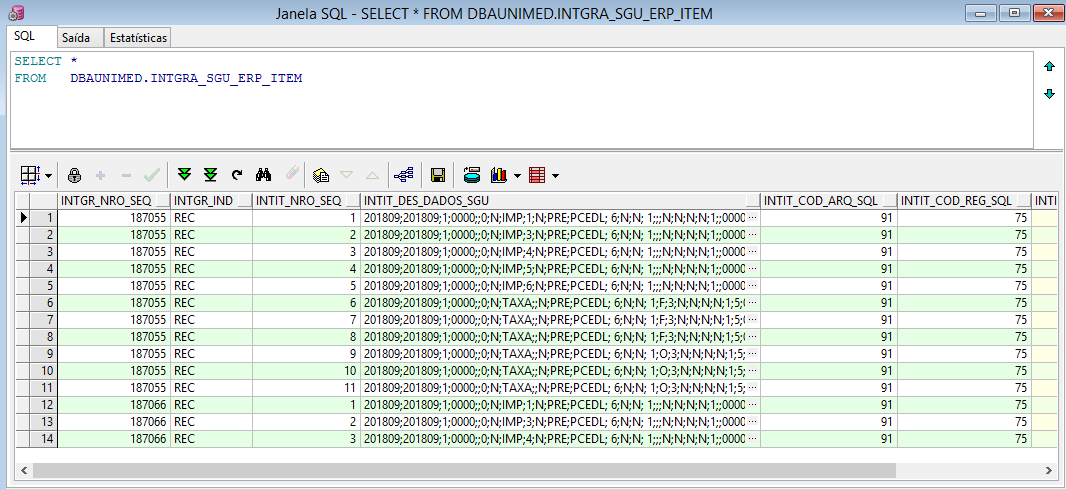 Janela SQL - SELECT * FROM DBAUNIMED.INTGRA_SGU_ERP_ITEM
SQL Saída Estatísticas
SELECT *
FROM DBAUNIMED.INTGRA_SGU_ERP_ITEM
INTGR_NRO_SEQ INTGR_IND INTIT_NRO_SEQ INTIT_DES_DADOS_SGU INTIT_COD_ARQ_SQL INTIT_COD_REG_SQL INTI
1 187055 REC 1 201809;201809;1;0000;;0;N;IMP;1;N;PRE;PCEDL; 6;N;N; 1;;;N;N;N;N;1;;0000 ... 91 75
2 187055 REC 2 201809;201809;1;0000;;0;N;IMP;3;N;PRE;PCEDL; 6;N;N; 1;;;N;N;N;N;1;;0000 ... 91 75
3 187055 REC 3 201809;201809;1;0000;;0;N;IMP;4;N;PRE;PCEDL; 6;N;N; 1;;;N;N;N;N;1;;0000 ... 91 75
4 187055 REC 4 201809;201809;1;0000;;0;N;IMP;5;N;PRE;PCEDL; 6;N;N; 1;;;N;N;N;N;1;;0000 ... 91 75
5 187055 REC 5 201809;201809;1;0000;;0;N;IMP;6;N;PRE;PCEDL; 6;N;N; 1;;;N;N;N;N;1;;0000 ... 91 75
6 187055 REC 6 201809;201809;1;0000;;0;N;TAXA;;N;PRE;PCEDL; 6;N;N; 1;F;3;N;N;N;N;1;5;0 ... 91 75
7 187055 REC 7 201809;201809;1;0000;;0;N;TAXA;;N;PRE;PCEDL; 6;N;N; 1;F;3;N;N;N;N;1;5;0 ... 91 75
8 187055 REC 8 201809;201809;1;0000;;0;N;TAXA;;N;PRE;PCEDL; 6;N;N; 1;F;3;N;N;N;N;1;5;0 ... 91 75
9 187055 REC 9 201809;201809;1;0000;;0;N;TAXA;;N;PRE;PCEDL; 6;N;N; 1;O;3;N;N;N;N;1;5; ... 91 75
10 187055 REC 10 201809;201809;1;0000;;0;N;TAXA;;N;PRE;PCEDL; 6;N;N; 1;O;3;N;N;N;N;1;5; ... 91 75
11 187055 REC 11 201809;201809;1;0000;;0;N;TAXA;;N;PRE;PCEDL; 6;N;N; 1;O;3;N;N;N;N;1;5; ... 91 75
12 187066 REC 1 201809;201809;1;0000;;0;N;IMP;1;N;PRE;PCEDL; 6;N;N; 1;;;N;N;N;N;1;;0000 ... 91 75
13 187066 REC 2 201809;201809;1;0000;;0;N;IMP;3;N;PRE;PCEDL; 6;N;N; 1;;;N;N;N;N;1;;0000 ... 91 75
14 187066 REC 3 201809;201809;1;0000;;0;N;IMP;4;N;PRE;PCEDL; 6;N;N; 1;;;N;N;N;N;1;;0000 ... 91 75